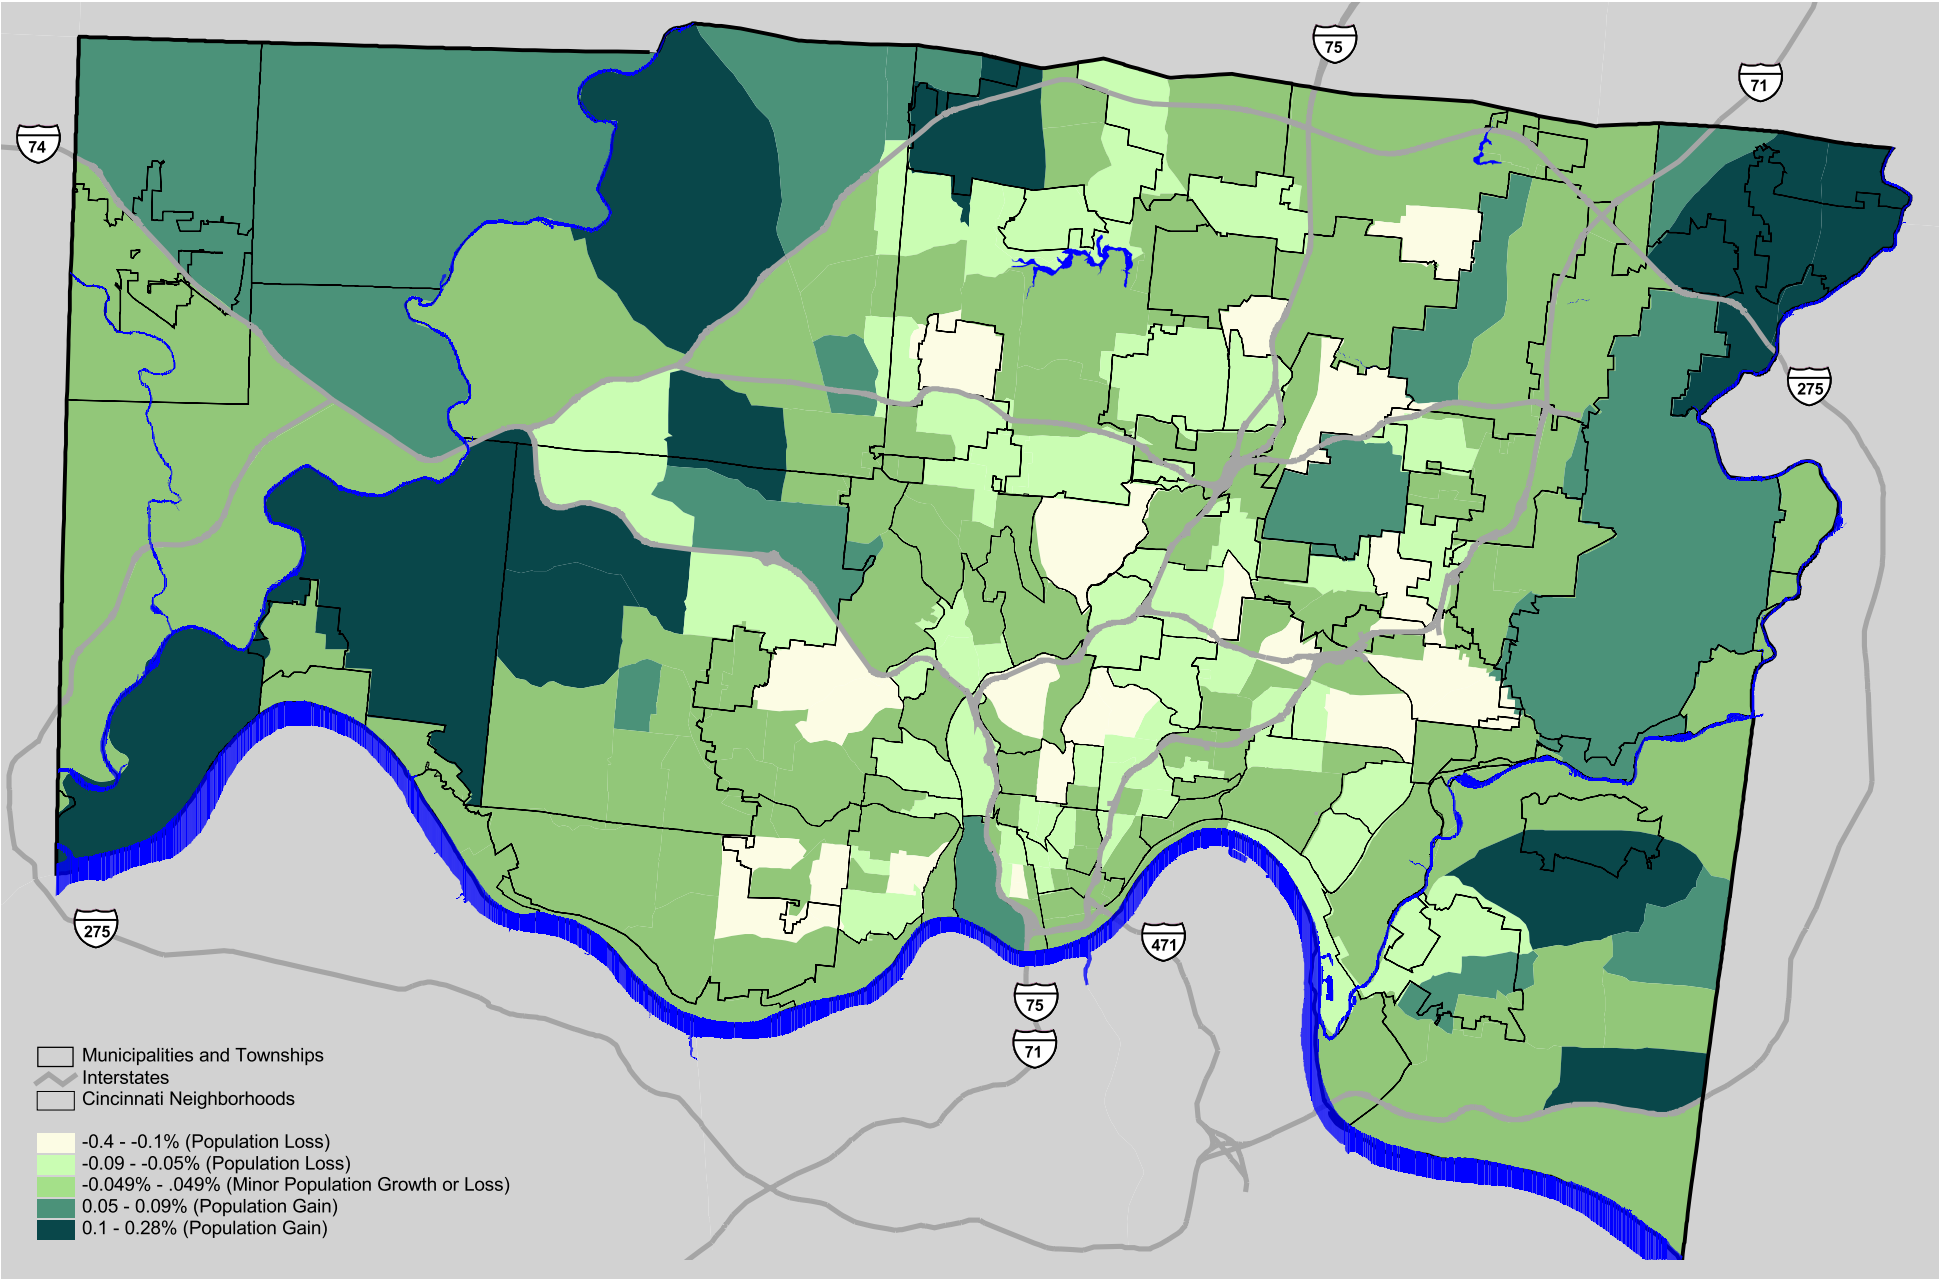 75
71
74
275
275
471
75
71
Municipalities and Townships
Interstates
Cincinnati Neighborhoods
-0.4 - -0.1% (Population Loss)
-0.09 - -0.05% (Population Loss)
-0.049% - .049% (Minor Population Growth or Loss)
0.05 - 0.09% (Population Gain)
0.1 - 0.28% (Population Gain)